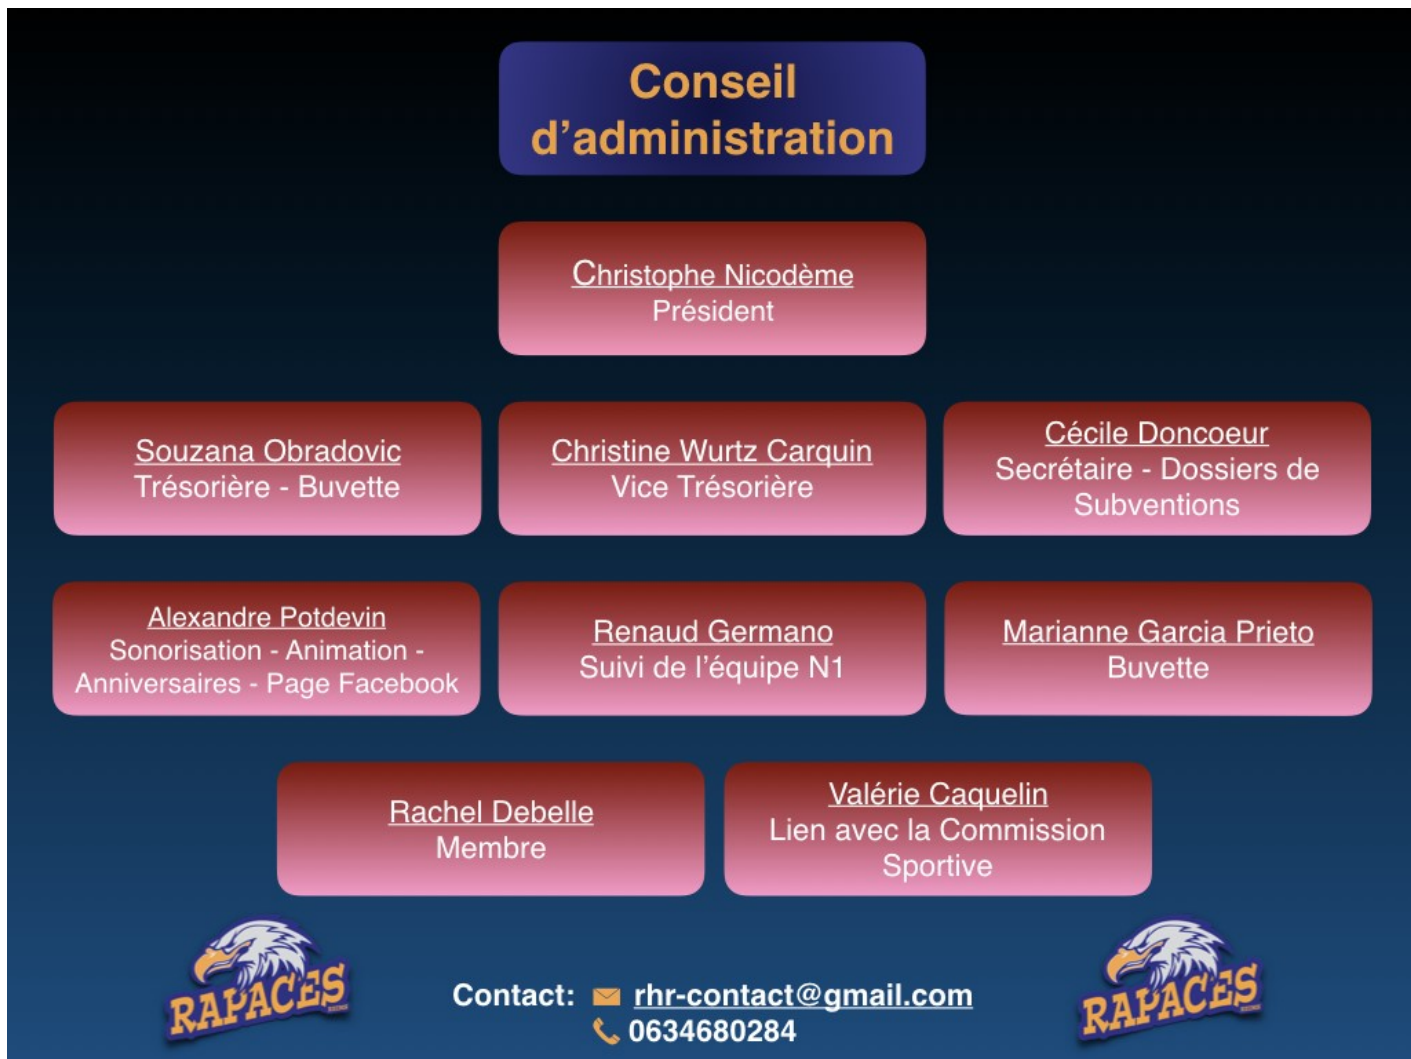 Conseil
d’administration
Christophe Nicodème
Président
Souzana Obradovic
Trésorière - Buvette
Christine Wurtz Carquin
Vice Trésorière
Cécile Doncoeur
Secrétaire - Dossiers de
Subventions
Alexandre Potdevin
Sonorisation - Animation -
Anniversaires - Page Facebook
Renaud Germano
Suivi de l’équipe N1
Marianne Garcia Prieto
Buvette
Rachel Debelle
Membre
Valérie Caquelin
Lien avec la Commission
Sportive
RAPACES
Contact: rhr-contact@gmail.com
0634680284
RAPACES